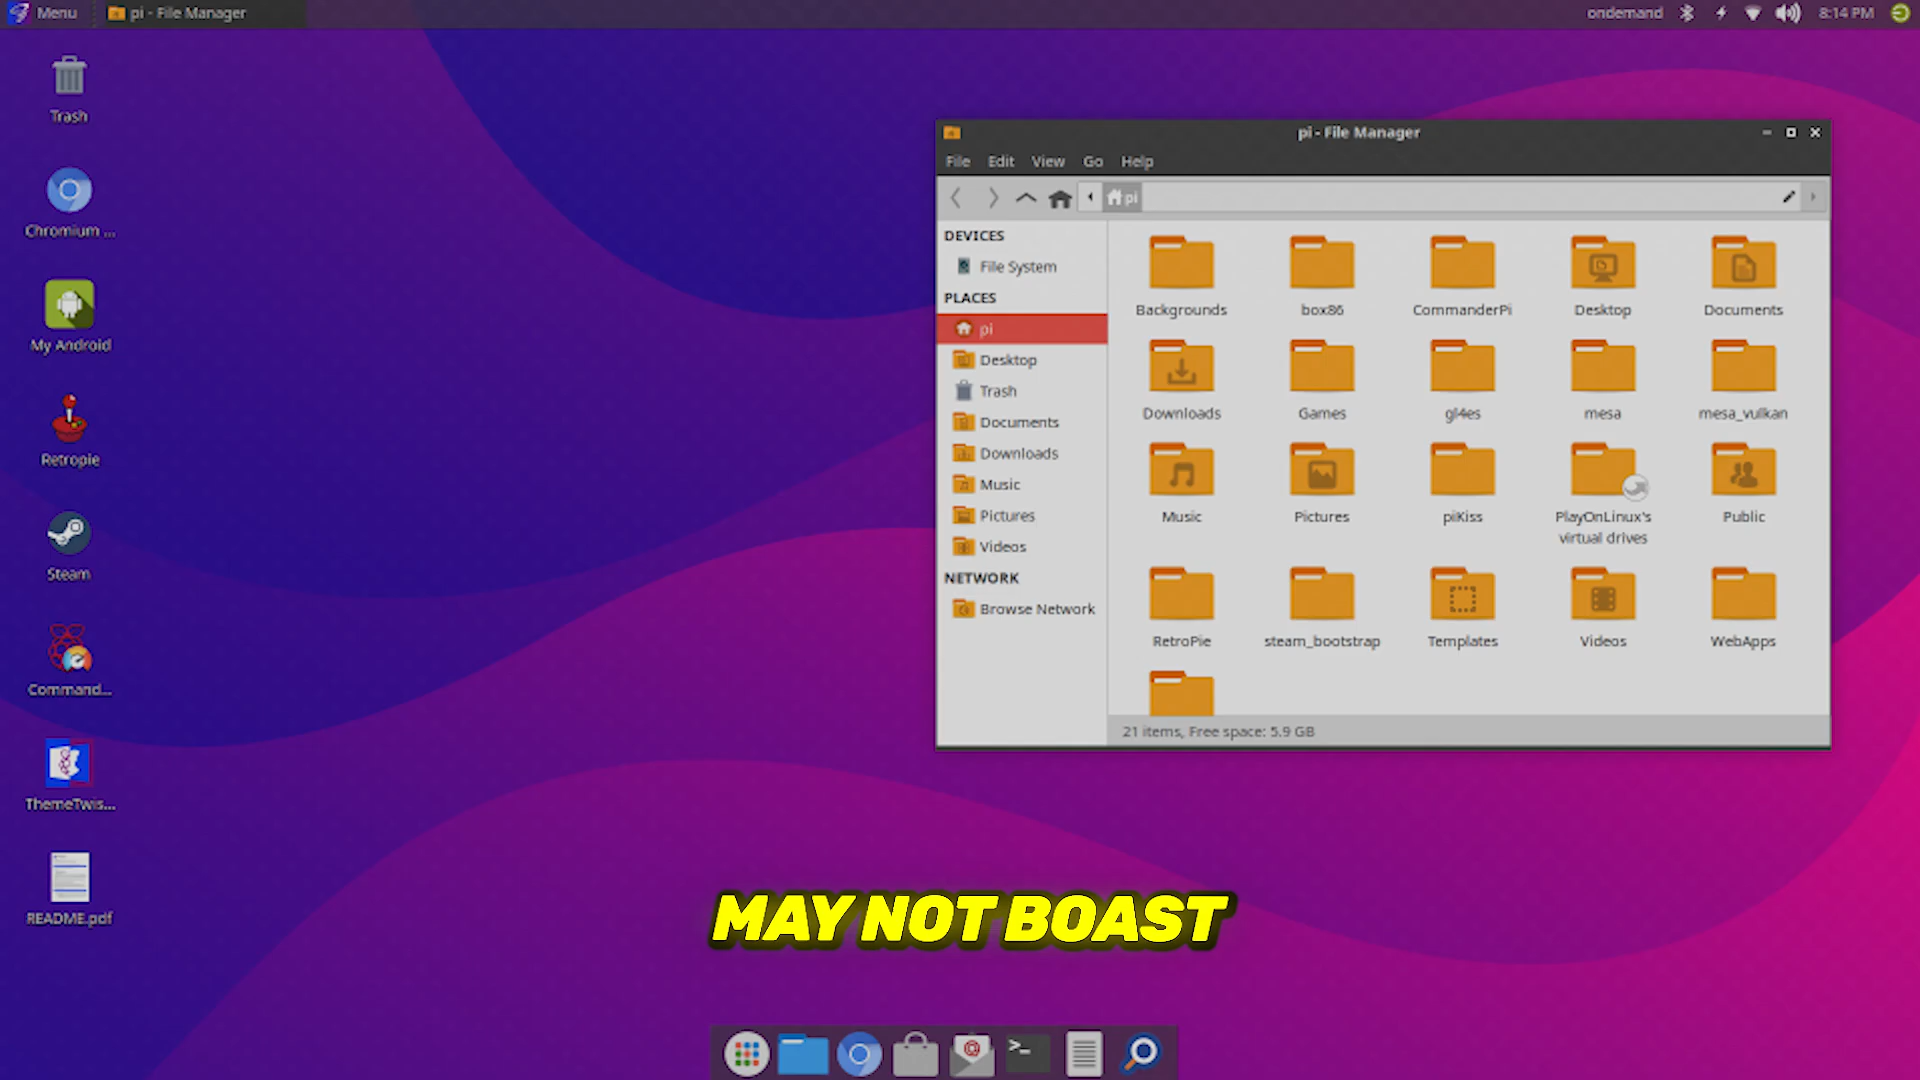 Menu
pi - File Manager
ondemand
8:14 PM
Trash
Chromium ...
My Android
Retropie
Steam
Command...
ThemeTwis...
README.pdf
pi - File Manager
File Edit View Go Help
pi
DEVICES
File System
PLACES
pi
Desktop
Trash
Documents
Downloads
Music
Pictures
Videos
NETWORK
Browse Network
Backgrounds box86 CommanderPi Desktop Documents
Downloads Games gl4es mesa mesa_vulkan
Music Pictures piKiss PlayOnLinux's Public
virtual drives
RetroPie steam_bootstrap Templates Videos WebApps
21 items, Free space: 5.9 GB
MAY NOT BOAST